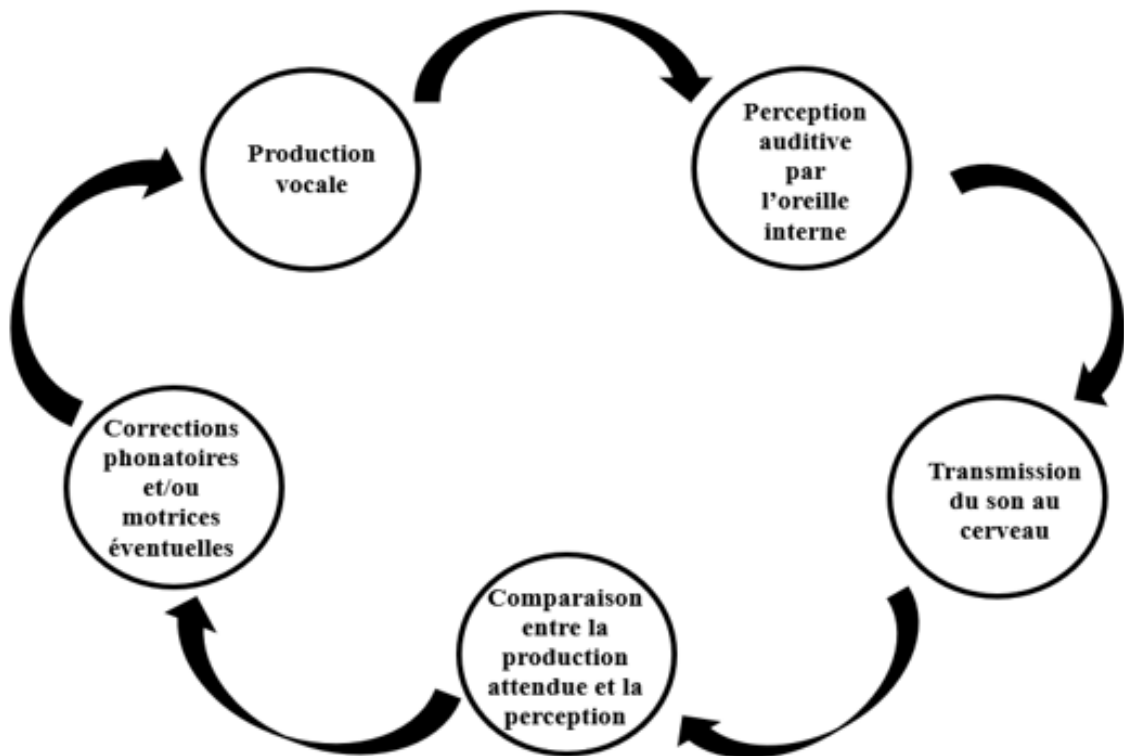 Production
vocale
Perception
auditive
par
l’oreille
interne
Transmission
du son au
cerveau
Comparaison
entre la
production
attendue et la
perception
Corrections
phonatoires
et/ou
motrices
éventuelles